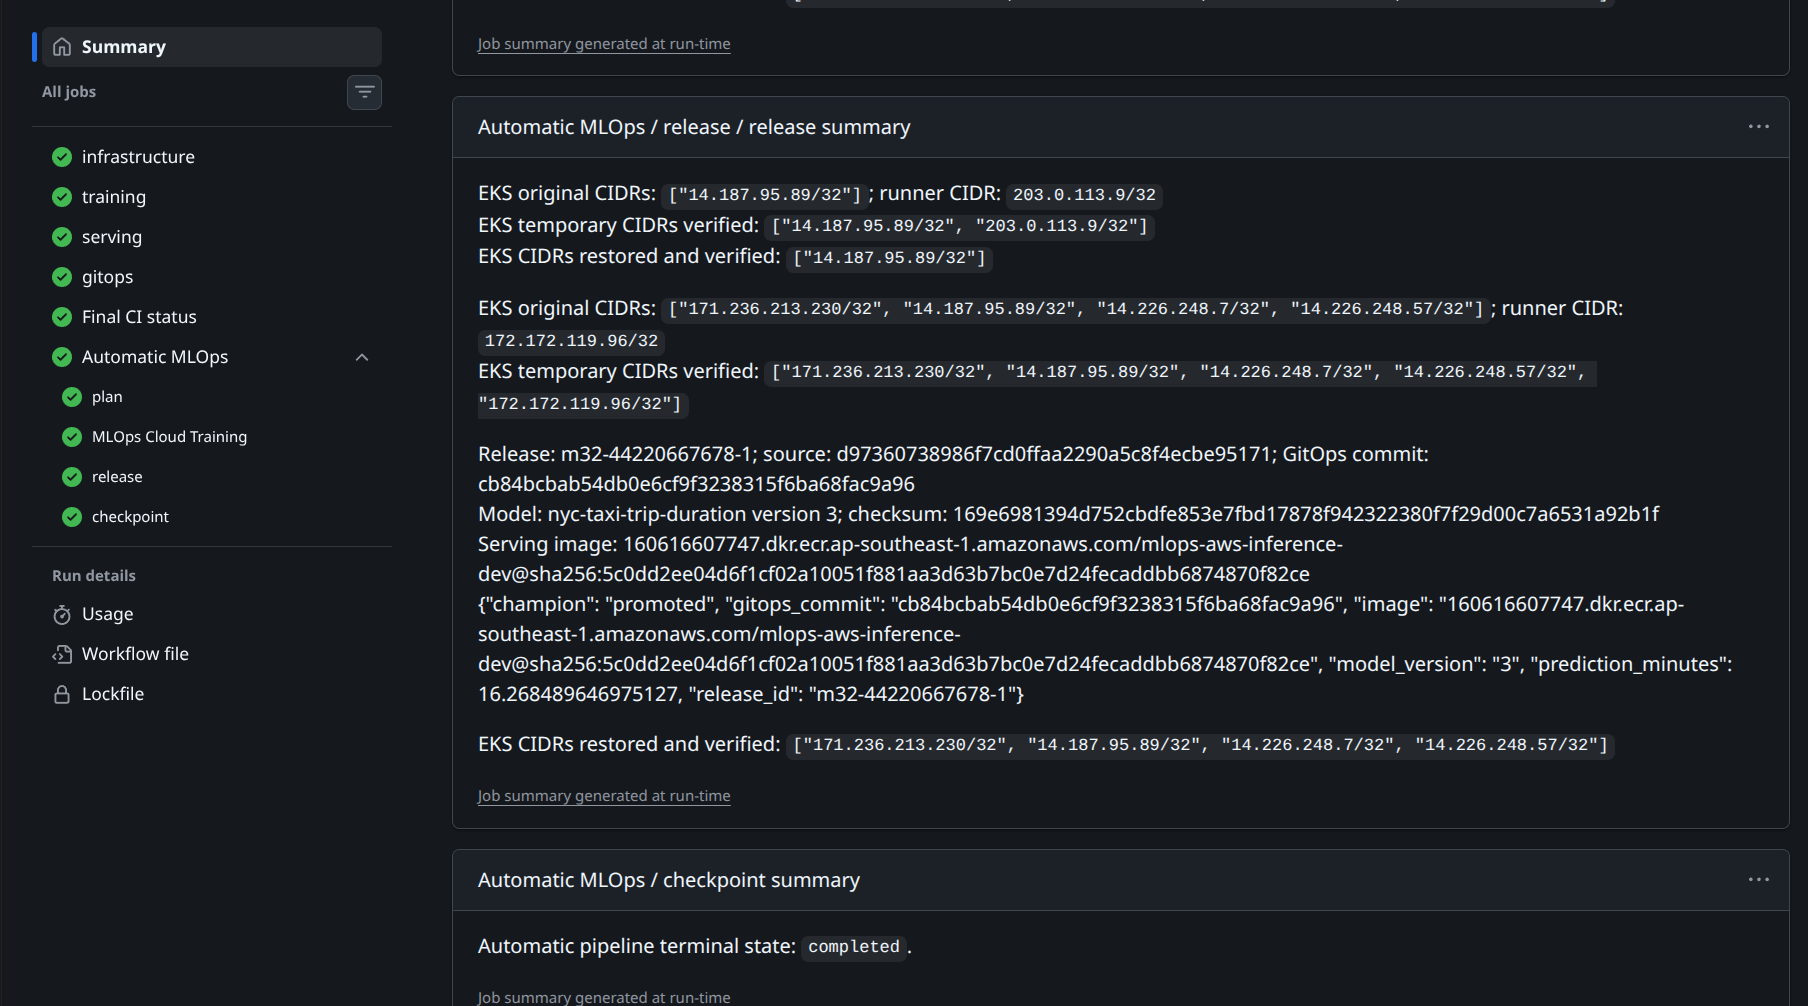 Summary
All jobs
infrastructure
training
serving
gitops
Final CI status
Automatic MLOps
plan
MLOps Cloud Training
release
checkpoint
Run details
Usage
Workflow file
Lockfile
Job summary generated at run-time
Automatic MLOps / release / release summary
EKS original CIDRs: ["14.187.95.89/32"]; runner CIDR: 203.0.113.9/32
EKS temporary CIDRs verified: ["14.187.95.89/32", "203.0.113.9/32"]
EKS CIDRs restored and verified: ["14.187.95.89/32"]
EKS original CIDRs: ["171.236.213.230/32", "14.187.95.89/32", "14.226.248.7/32", "14.226.248.57/32"]; runner CIDR:
172.172.119.96/32
EKS temporary CIDRs verified: ["171.236.213.230/32", "14.187.95.89/32", "14.226.248.7/32", "14.226.248.57/32",
"172.172.119.96/32"]
Release: m32-44220667678-1; source: d97360738986f7cd0ffaa2290a5c8f4ecbe95171; GitOps commit:
cb84bcbab54db0e6cf9f3238315f6ba68fac9a96
Model: nyc-taxi-trip-duration version 3; checksum: 169e6981394d752cbdfe853e7fbd17878f942322380f7f29d00c7a6531a92b1f
Serving image: 160616607747.dkr.ecr.ap-southeast-1.amazonaws.com/mlops-aws-inference-
dev@sha256:5c0dd2ee04d6f1cf02a10051f881aa3d63b7bc0e7d24fecaddbb6874870f82ce
{"champion": "promoted", "gitops_commit": "cb84bcbab54db0e6cf9f3238315f6ba68fac9a96", "image": "160616607747.dkr.ecr.ap-
southeast-1.amazonaws.com/mlops-aws-inference-
dev@sha256:5c0dd2ee04d6f1cf02a10051f881aa3d63b7bc0e7d24fecaddbb6874870f82ce", "model_version": "3", "prediction_minutes":
16.268489646975127, "release_id": "m32-44220667678-1"}
EKS CIDRs restored and verified: ["171.236.213.230/32", "14.187.95.89/32", "14.226.248.7/32", "14.226.248.57/32"]
Job summary generated at run-time
Automatic MLOps / checkpoint summary
Automatic pipeline terminal state: completed.
Job summary generated at run-time